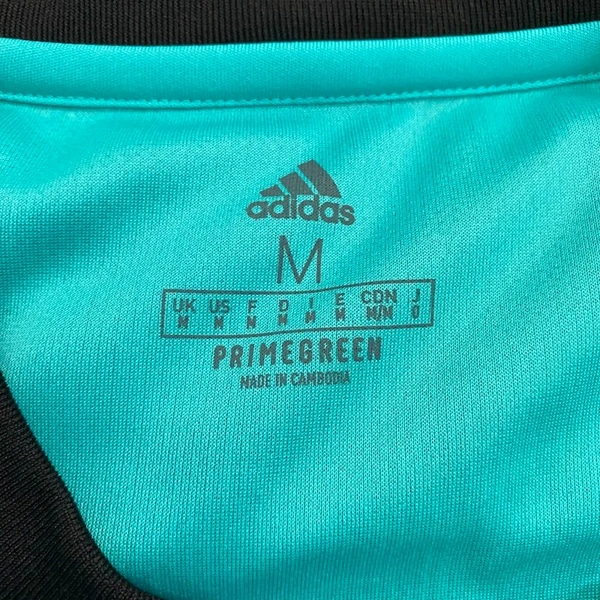 adidas
M
UK US F D I E CDN J
M M M M M M M/M O
PRIMEGREEN
MADE IN CAMBODIA